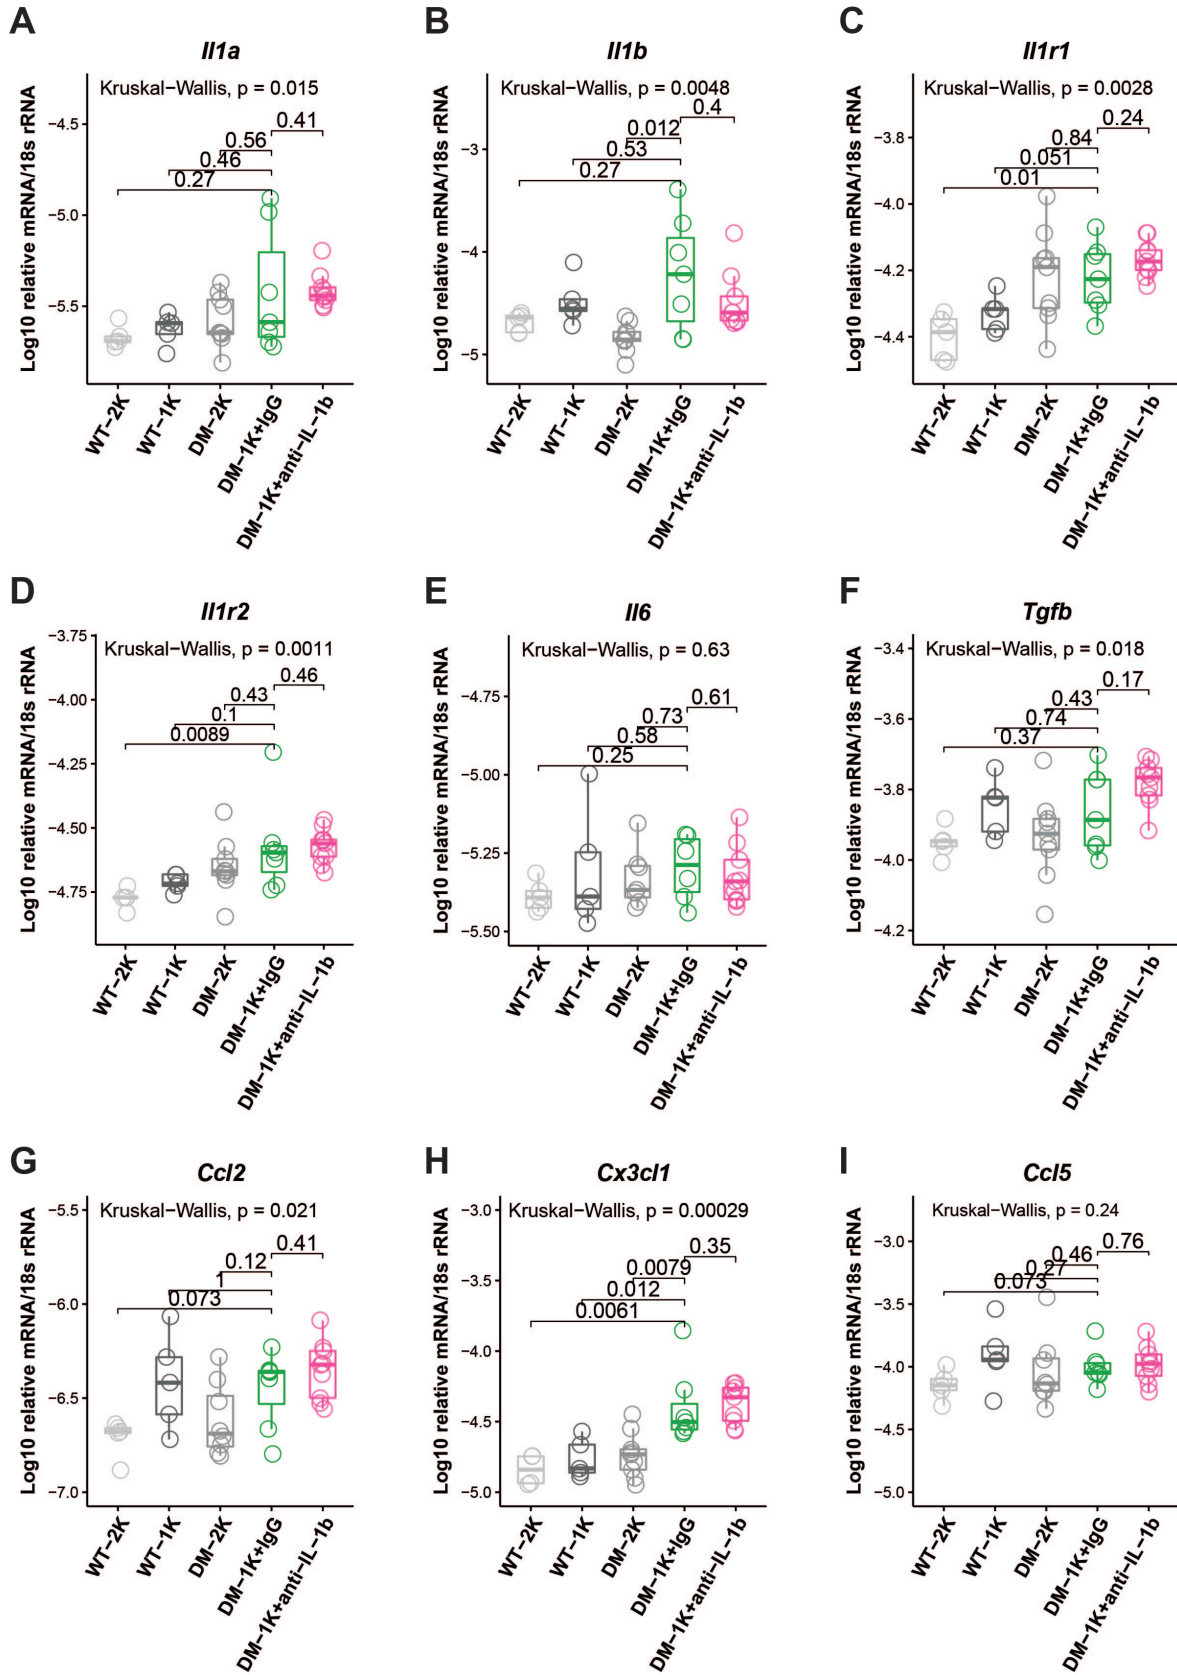 A
Il1a
Kruskal−Wallis, p = 0.015
0.41
0.56
0.46
0.27
Log10 relative mRNA/18s rRNA
−4.5
−5.0
−5.5
WT−2K
WT−1K
DM−2K
DM−1K+IgG
DM−1K+anti−IL−1b
B
Il1b
Kruskal−Wallis, p = 0.0048
0.4
0.012
0.53
0.27
Log10 relative mRNA/18s rRNA
−3
−4
−5
WT−2K
WT−1K
DM−2K
DM−1K+IgG
DM−1K+anti−IL−1b
C
Il1r1
Kruskal−Wallis, p = 0.0028
0.24
0.84
0.051
0.01
Log10 relative mRNA/18s rRNA
−3.8
−4.0
−4.2
−4.4
WT−2K
WT−1K
DM−2K
DM−1K+IgG
DM−1K+anti−IL−1b
D
Il1r2
Kruskal−Wallis, p = 0.0011
0.46
0.43
0.1
0.0089
Log10 relative mRNA/18s rRNA
−3.75
−4.00
−4.25
−4.50
−4.75
WT−2K
WT−1K
DM−2K
DM−1K+IgG
DM−1K+anti−IL−1b
E
Il6
Kruskal−Wallis, p = 0.63
0.61
0.73
0.58
0.25
Log10 relative mRNA/18s rRNA
−4.75
−5.00
−5.25
−5.50
WT−2K
WT−1K
DM−2K
DM−1K+IgG
DM−1K+anti−IL−1b
F
Tgfb
Kruskal−Wallis, p = 0.018
0.17
0.43
0.74
0.37
Log10 relative mRNA/18s rRNA
−3.4
−3.6
−3.8
−4.0
−4.2
WT−2K
WT−1K
DM−2K
DM−1K+IgG
DM−1K+anti−IL−1b
G
Ccl2
Kruskal−Wallis, p = 0.021
0.41
0.12
1
0.073
Log10 relative mRNA/18s rRNA
−5.5
−6.0
−6.5
−7.0
WT−2K
WT−1K
DM−2K
DM−1K+IgG
DM−1K+anti−IL−1b
H
Cx3cl1
Kruskal−Wallis, p = 0.00029
0.35
0.0079
0.012
0.0061
Log10 relative mRNA/18s rRNA
−3.0
−3.5
−4.0
−4.5
−5.0
WT−2K
WT−1K
DM−2K
DM−1K+IgG
DM−1K+anti−IL−1b
I
Ccl5
Kruskal−Wallis, p = 0.24
0.76
0.46
0.27
0.073
Log10 relative mRNA/18s rRNA
−3.0
−3.5
−4.0
−4.5
−5.0
WT−2K
WT−1K
DM−2K
DM−1K+IgG
DM−1K+anti−IL−1b